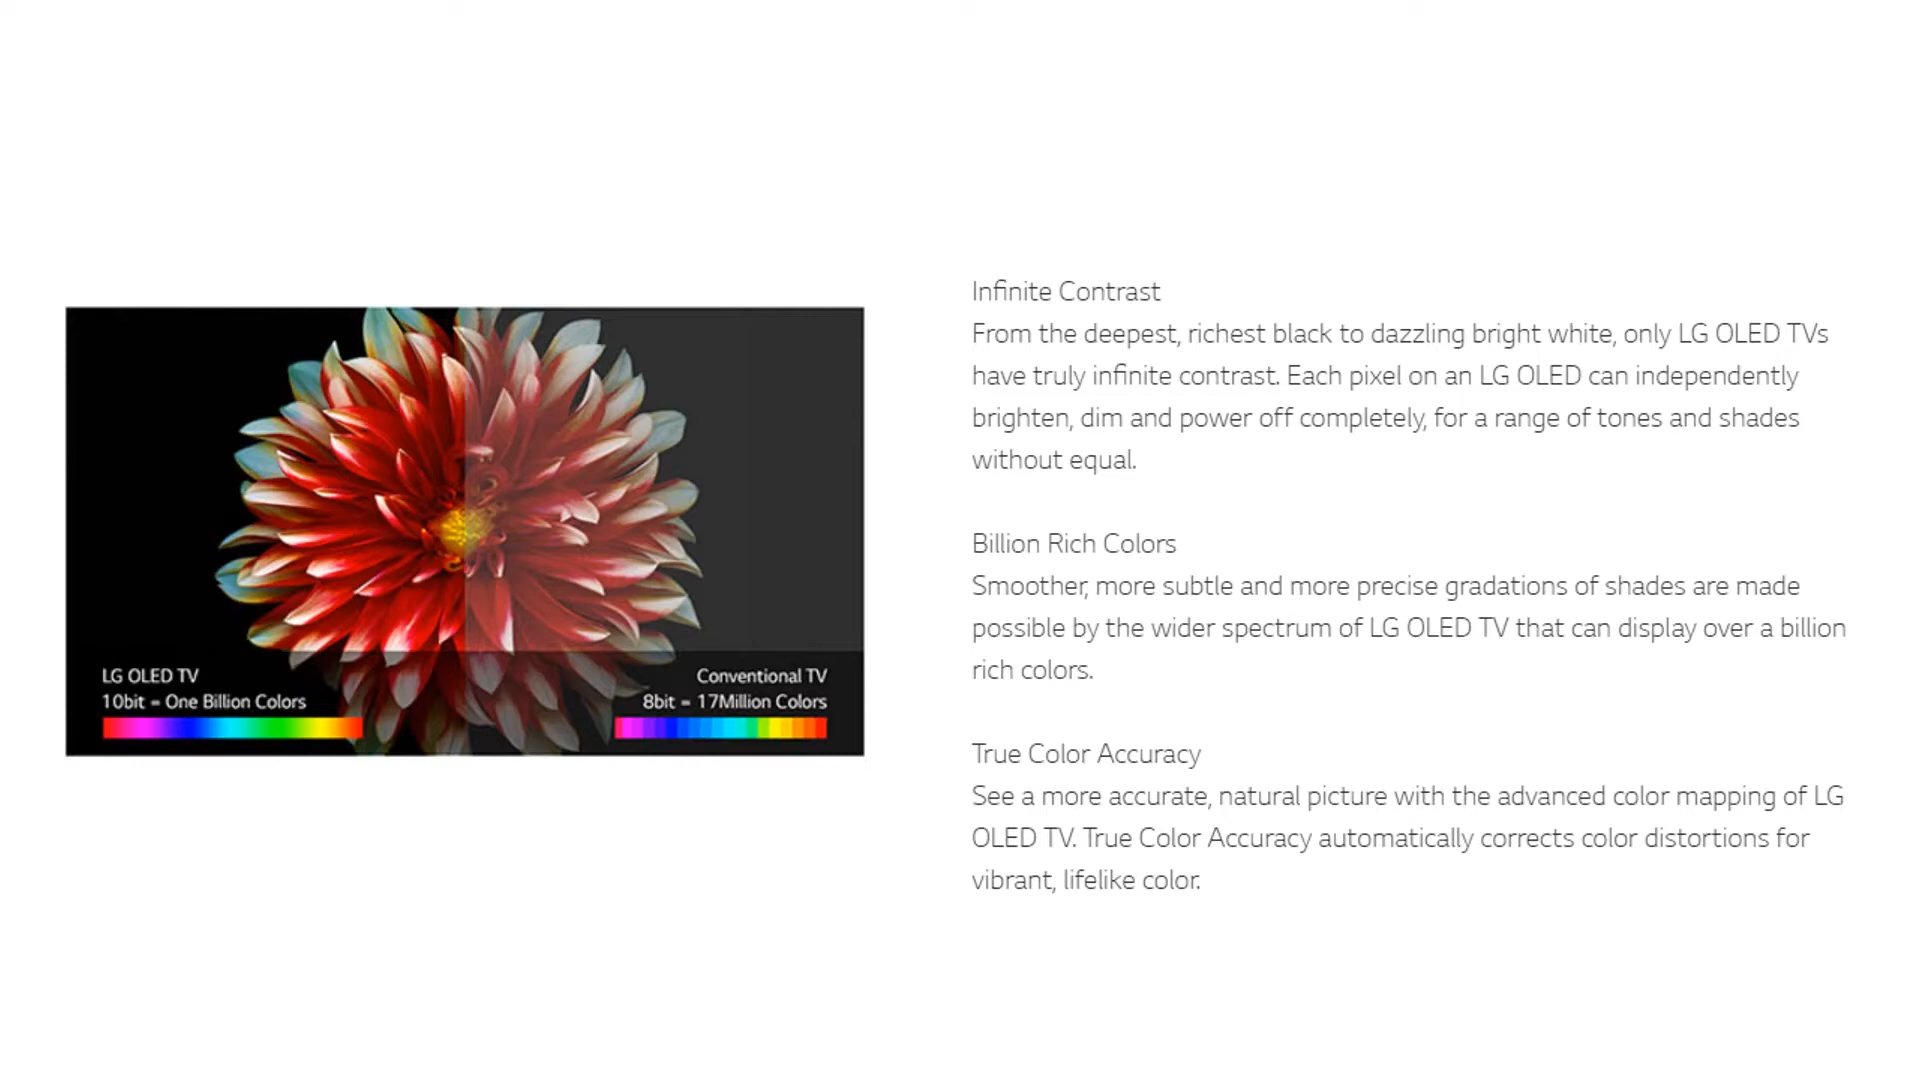 Infinite Contrast
From the deepest, richest black to dazzling bright white, only LG OLED TVs
have truly infinite contrast. Each pixel on an LG OLED can independently
brighten, dim and power off completely, for a range of tones and shades
without equal.
Billion Rich Colors
Smoother, more subtle and more precise gradations of shades are made
possible by the wider spectrum of LG OLED TV that can display over a billion
rich colors.
True Color Accuracy
See a more accurate, natural picture with the advanced color mapping of LG
OLED TV. True Color Accuracy automatically corrects color distortions for
vibrant, lifelike color.
LG OLED TV
10bit = One Billion Colors
Conventional TV
8bit = 17Million Colors